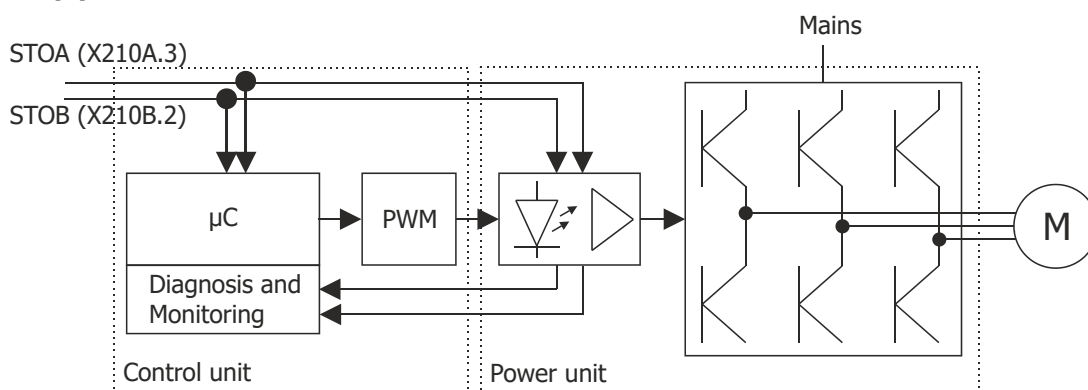 Mains
STOA (X210A.3)
STOB (X210B.2)
µC
PWM
M
Diagnosis and
Monitoring
Control unit
Power unit